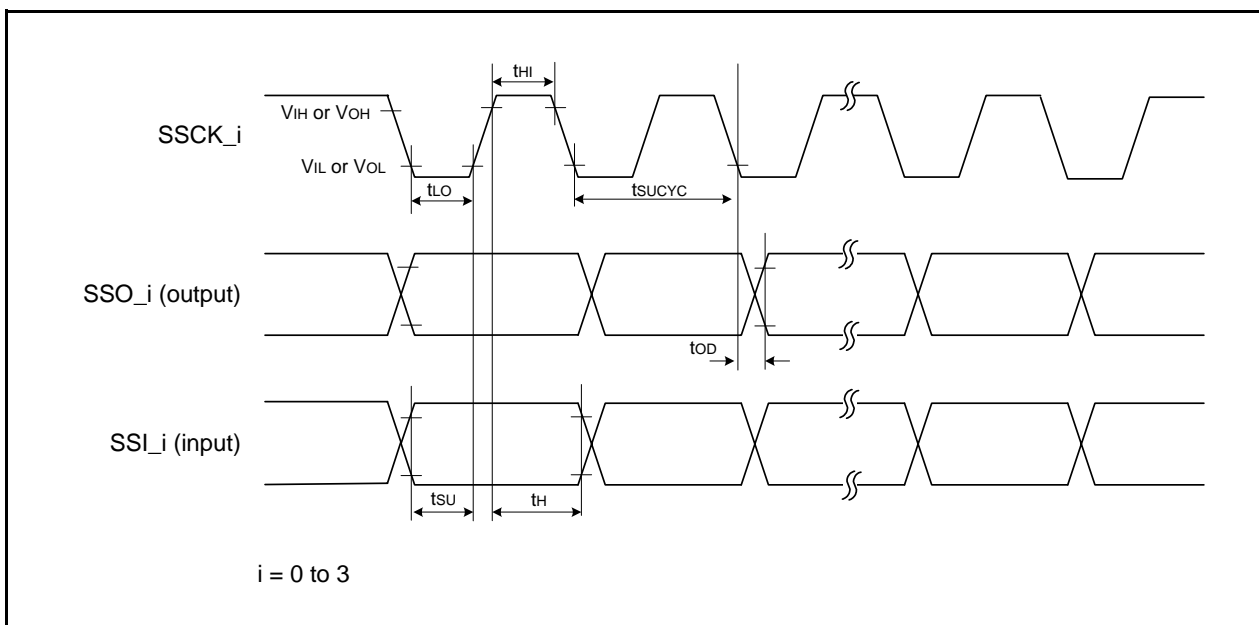 tHI
VIH or VOH
SSCK_i
VIL or VOL
tLO
tSUCYC
SSO_i (output)
tOD
SSI_i (input)
tSU
tH
i = 0 to 3